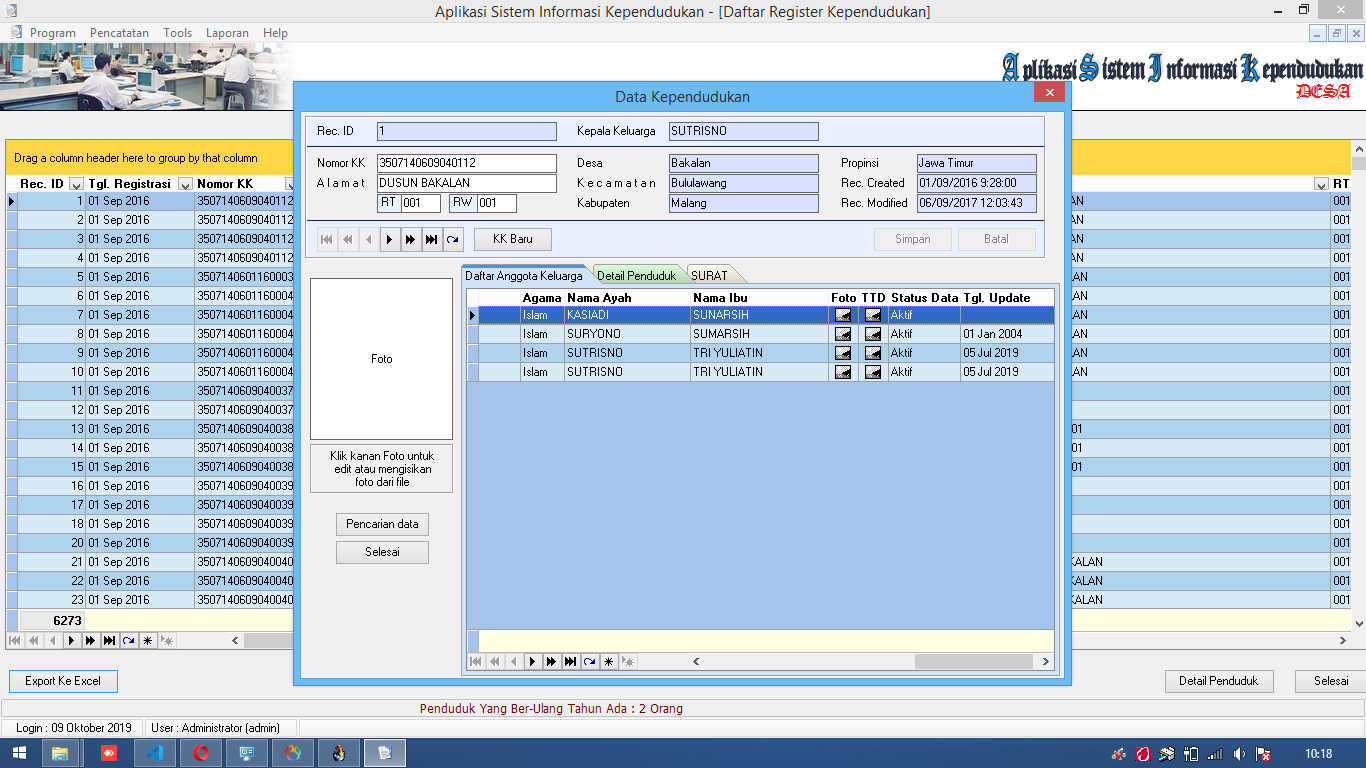 Aplikasi Sistem Informasi Kependudukan - [Daftar Register Kependudukan]
Program Pencatatan Tools Laporan Help
Aplikasi Sistem Informasi Kependudukan
DESA
Data Kependudukan
Rec. ID 1 Kepala Keluarga SUTRISNO
Nomor KK 3507140609040112 Desa Bakalan Propinsi Jawa Timur
Alamat DUSUN BAKALAN Kecamatan Bululawang Rec. Created 01/09/2016 9:28:00
RT 001 RW 001 Kabupaten Malang Rec. Modified 06/09/2017 12:03:43
KK Baru Simpan Batal
Daftar Anggota Keluarga Detail Penduduk SURAT
Agama Nama Ayah Nama Ibu Foto TTD Status Data Tgl. Update
Islam KASIADI SUNARSIH Aktif
Islam SURYONO SUMARSIH Aktif 01 Jan 2004
Islam SUTRISNO TRI YULIATIN Aktif 05 Jul 2019
Islam SUTRISNO TRI YULIATIN Aktif 05 Jul 2019
Foto
Klik kanan Foto untuk
edit atau mengisikan
foto dari file
Pencarian data
Selesai
Drag a column header here to group by that column
Rec. ID Tgl. Registrasi Nomor KK RT
1 01 Sep 2016 3507140609040112 AN 001
2 01 Sep 2016 3507140609040112 AN 001
3 01 Sep 2016 3507140609040112 AN 001
4 01 Sep 2016 3507140609040112 AN 001
5 01 Sep 2016 3507140601160003 AN 001
6 01 Sep 2016 3507140601160004 AN 001
7 01 Sep 2016 3507140601160004 AN 001
8 01 Sep 2016 3507140601160004 AN 001
9 01 Sep 2016 3507140601160004 AN 001
10 01 Sep 2016 3507140601160004 AN 001
11 01 Sep 2016 3507140609040037 001
12 01 Sep 2016 3507140609040037 001
13 01 Sep 2016 3507140609040038 01 001
14 01 Sep 2016 3507140609040038 01 001
15 01 Sep 2016 3507140609040038 01 001
16 01 Sep 2016 3507140609040039 001
17 01 Sep 2016 3507140609040039 001
18 01 Sep 2016 3507140609040039 001
20 01 Sep 2016 3507140609040039 001
21 01 Sep 2016 3507140609040040 KALAN 001
22 01 Sep 2016 3507140609040040 KALAN 001
23 01 Sep 2016 3507140609040040 KALAN 001
6273
Export Ke Excel Detail Penduduk Selesai
Penduduk Yang Ber-Ulang Tahun Ada : 2 Orang
Login : 09 Oktober 2019 User : Administrator (admin)
10:18